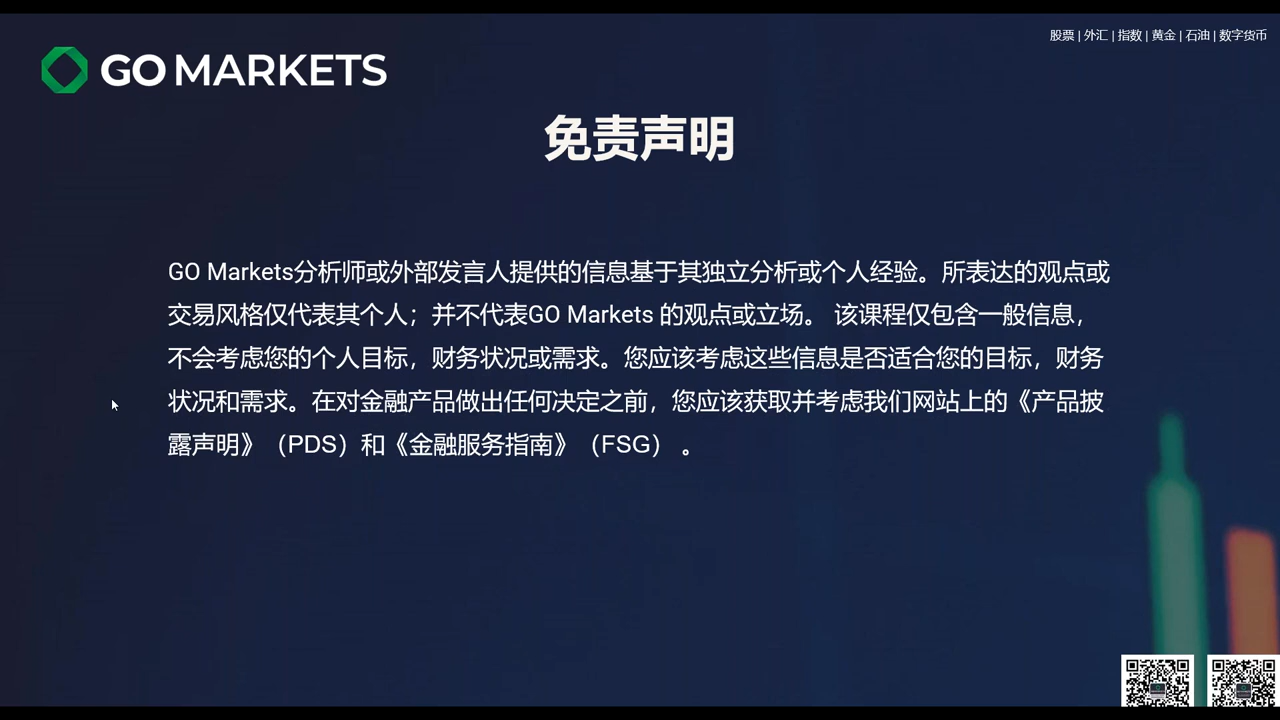 股票 | 外汇 | 指数 | 黄金 | 石油 | 数字货币
GO MARKETS
免责声明
GO Markets分析师或外部发言人提供的信息基于其独立分析或个人经验。所表达的观点或
交易风格仅代表其个人；并不代表GO Markets 的观点或立场。 该课程仅包含一般信息，
不会考虑您的个人目标，财务状况或需求。您应该考虑这些信息是否适合您的目标，财务
状况和需求。在对金融产品做出任何决定之前，您应该获取并考虑我们网站上的《产品披
露声明》（PDS）和《金融服务指南》（FSG） 。